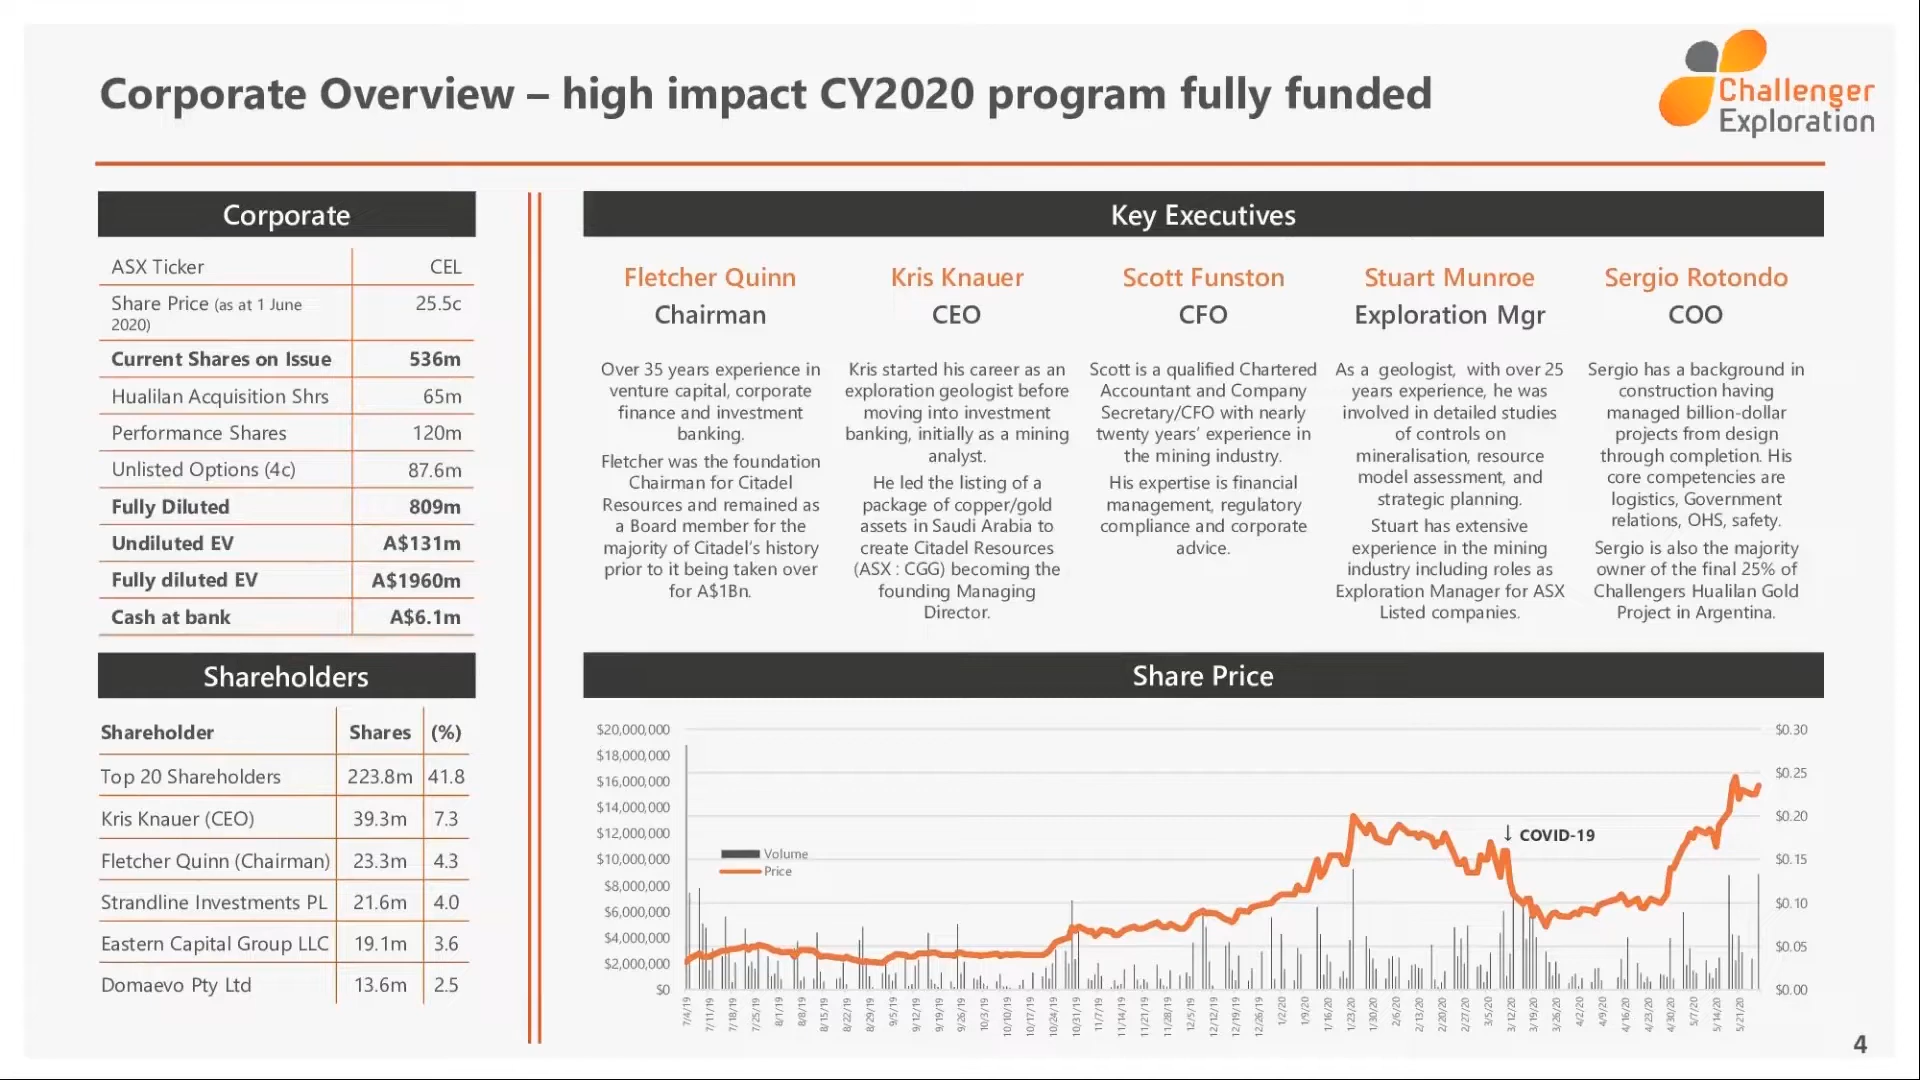 Corporate Overview – high impact CY2020 program fully funded
Challenger
Exploration
Corporate
ASX Ticker CEL
Share Price (as at 1 June 25.5c
2020)
Current Shares on Issue 536m
Hualilan Acquisition Shrs 65m
Performance Shares 120m
Unlisted Options (4c) 87.6m
Fully Diluted 809m
Undiluted EV A$131m
Fully diluted EV A$1960m
Cash at bank A$6.1m
Shareholders
Shareholder Shares (%)
Top 20 Shareholders 223.8m 41.8
Kris Knauer (CEO) 39.3m 7.3
Fletcher Quinn (Chairman) 23.3m 4.3
Strandline Investments PL 21.6m 4.0
Eastern Capital Group LLC 19.1m 3.6
Domaevo Pty Ltd 13.6m 2.5
Key Executives
Fletcher Quinn
Chairman
Over 35 years experience in
venture capital, corporate
finance and investment
banking.
Fletcher was the foundation
Chairman for Citadel
Resources and remained as
a Board member for the
majority of Citadel's history
prior to it being taken over
for A$1Bn.
Kris Knauer
CEO
Kris started his career as an
exploration geologist before
moving into investment
banking, initially as a mining
analyst.
He led the listing of a
package of copper/gold
assets in Saudi Arabia to
create Citadel Resources
(ASX : CGG) becoming the
founding Managing
Director.
Scott Funston
CFO
Scott is a qualified Chartered
Accountant and Company
Secretary/CFO with nearly
twenty years' experience in
the mining industry.
His expertise is financial
management, regulatory
compliance and corporate
advice.
Stuart Munroe
Exploration Mgr
As a geologist, with over 25
years experience, he was
involved in detailed studies
of controls on
mineralisation, resource
model assessment, and
strategic planning.
Stuart has extensive
experience in the mining
industry including roles as
Exploration Manager for ASX
Listed companies.
Sergio Rotondo
COO
Sergio has a background in
construction having
managed billion-dollar
projects from design
through completion. His
core competencies are
logistics, Government
relations, OHS, safety.
Sergio is also the majority
owner of the final 25% of
Challengers Hualilan Gold
Project in Argentina.
Share Price
$20,000,000
$18,000,000
$16,000,000
$14,000,000
$12,000,000
$10,000,000
$8,000,000
$6,000,000
$4,000,000
$2,000,000
$0
Volume
Price
↓ COVID-19
$0.30
$0.25
$0.20
$0.15
$0.10
$0.05
$0.00
7/4/19
7/11/19
7/18/19
7/25/19
8/1/19
8/8/19
8/15/19
8/22/19
8/29/19
9/5/19
9/12/19
9/19/19
9/26/19
10/3/19
10/10/19
10/17/19
10/24/19
10/31/19
11/7/19
11/14/19
11/21/19
11/28/19
12/5/19
12/12/19
12/19/19
12/26/19
1/2/20
1/9/20
1/16/20
1/23/20
1/30/20
2/6/20
2/13/20
2/20/20
2/27/20
3/5/20
3/12/20
3/19/20
3/26/20
4/2/20
4/9/20
4/16/20
4/23/20
4/30/20
5/7/20
5/14/20
5/21/20
4